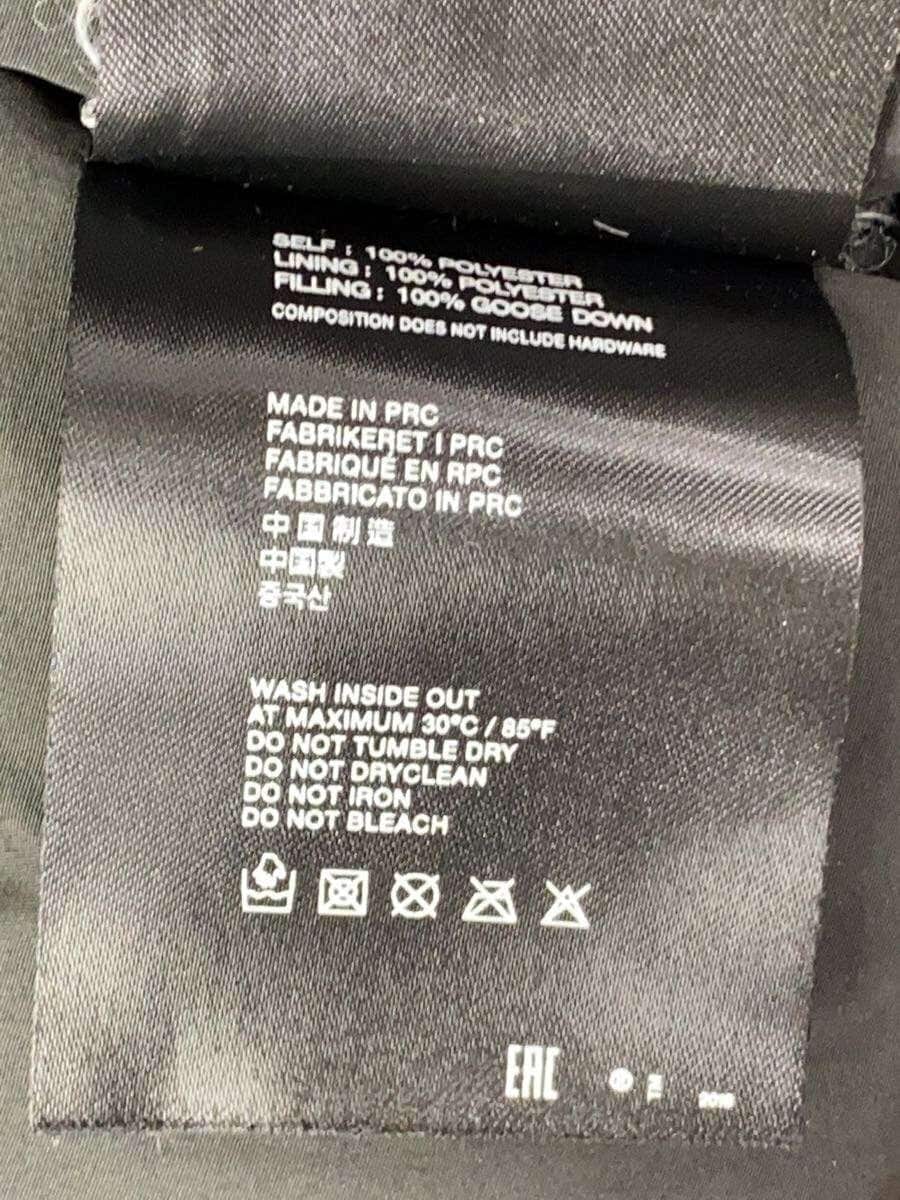 SELF : 100% POLYESTER
LINING : 100% POLYESTER
FILLING : 100% GOOSE DOWN
COMPOSITION DOES NOT INCLUDE HARDWARE
MADE IN PRC
FABRIKERET I PRC
FABRIQUÉ EN RPC
FABBRICATO IN PRC
中国制造
中国製
중국산
WASH INSIDE OUT
AT MAXIMUM 30°C / 85°F
DO NOT TUMBLE DRY
DO NOT DRYCLEAN
DO NOT IRON
DO NOT BLEACH
EAC ® TM